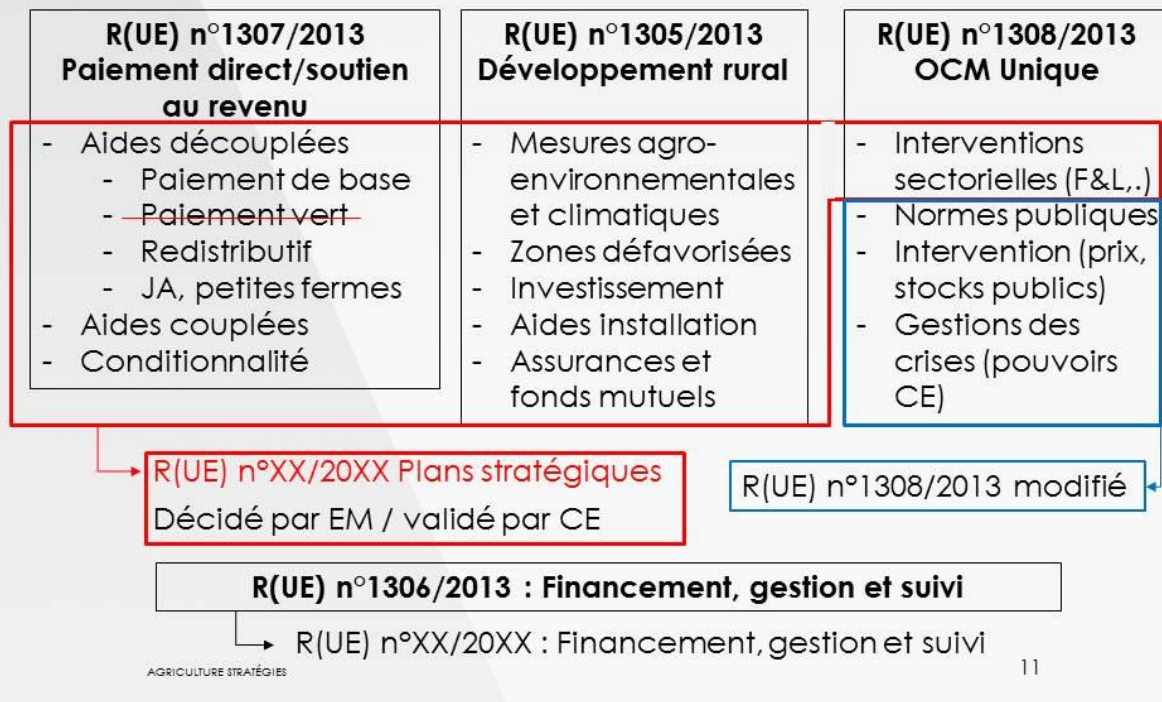 R(UE) n°1307/2013
Paiement direct/soutien
au revenu
- Aides découplées
- Paiement de base
- Paiement vert
- Redistributif
- JA, petites fermes
- Aides couplées
- Conditionnalité
R(UE) n°1305/2013
Développement rural
- Mesures agro-
environnementales
et climatiques
- Zones défavorisées
- Investissement
- Aides installation
- Assurances et
fonds mutuels
R(UE) n°1308/2013
OCM Unique
- Interventions
sectorielles (F&L,.)
- Normes publiques
- Intervention (prix,
stocks publics)
- Gestions des
crises (pouvoirs
CE)
R(UE) n°XX/20XX Plans stratégiques
Décidé par EM / validé par CE
R(UE) n°1308/2013 modifié
R(UE) n°1306/2013 : Financement, gestion et suivi
R(UE) n°XX/20XX : Financement, gestion et suivi
AGRICULTURE STRATÉGIES
11